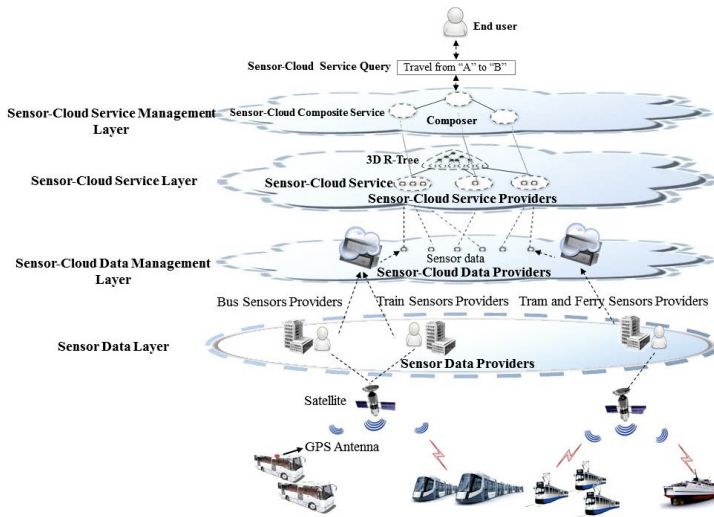 End user
Sensor-Cloud Service Query
Travel from “A” to “B”
Sensor-Cloud Service Management
Layer
Sensor-Cloud Composite Service
Composer
3D R-Tree
Sensor-Cloud Service Layer
Sensor-Cloud Service
Sensor-Cloud Service Providers
Sensor-Cloud Data Management
Layer
Sensor data
Sensor-Cloud Data Providers
Bus Sensors Providers
Train Sensors Providers
Tram and Ferry Sensors Providers
Sensor Data Layer
Sensor Data Providers
Satellite
GPS Antenna